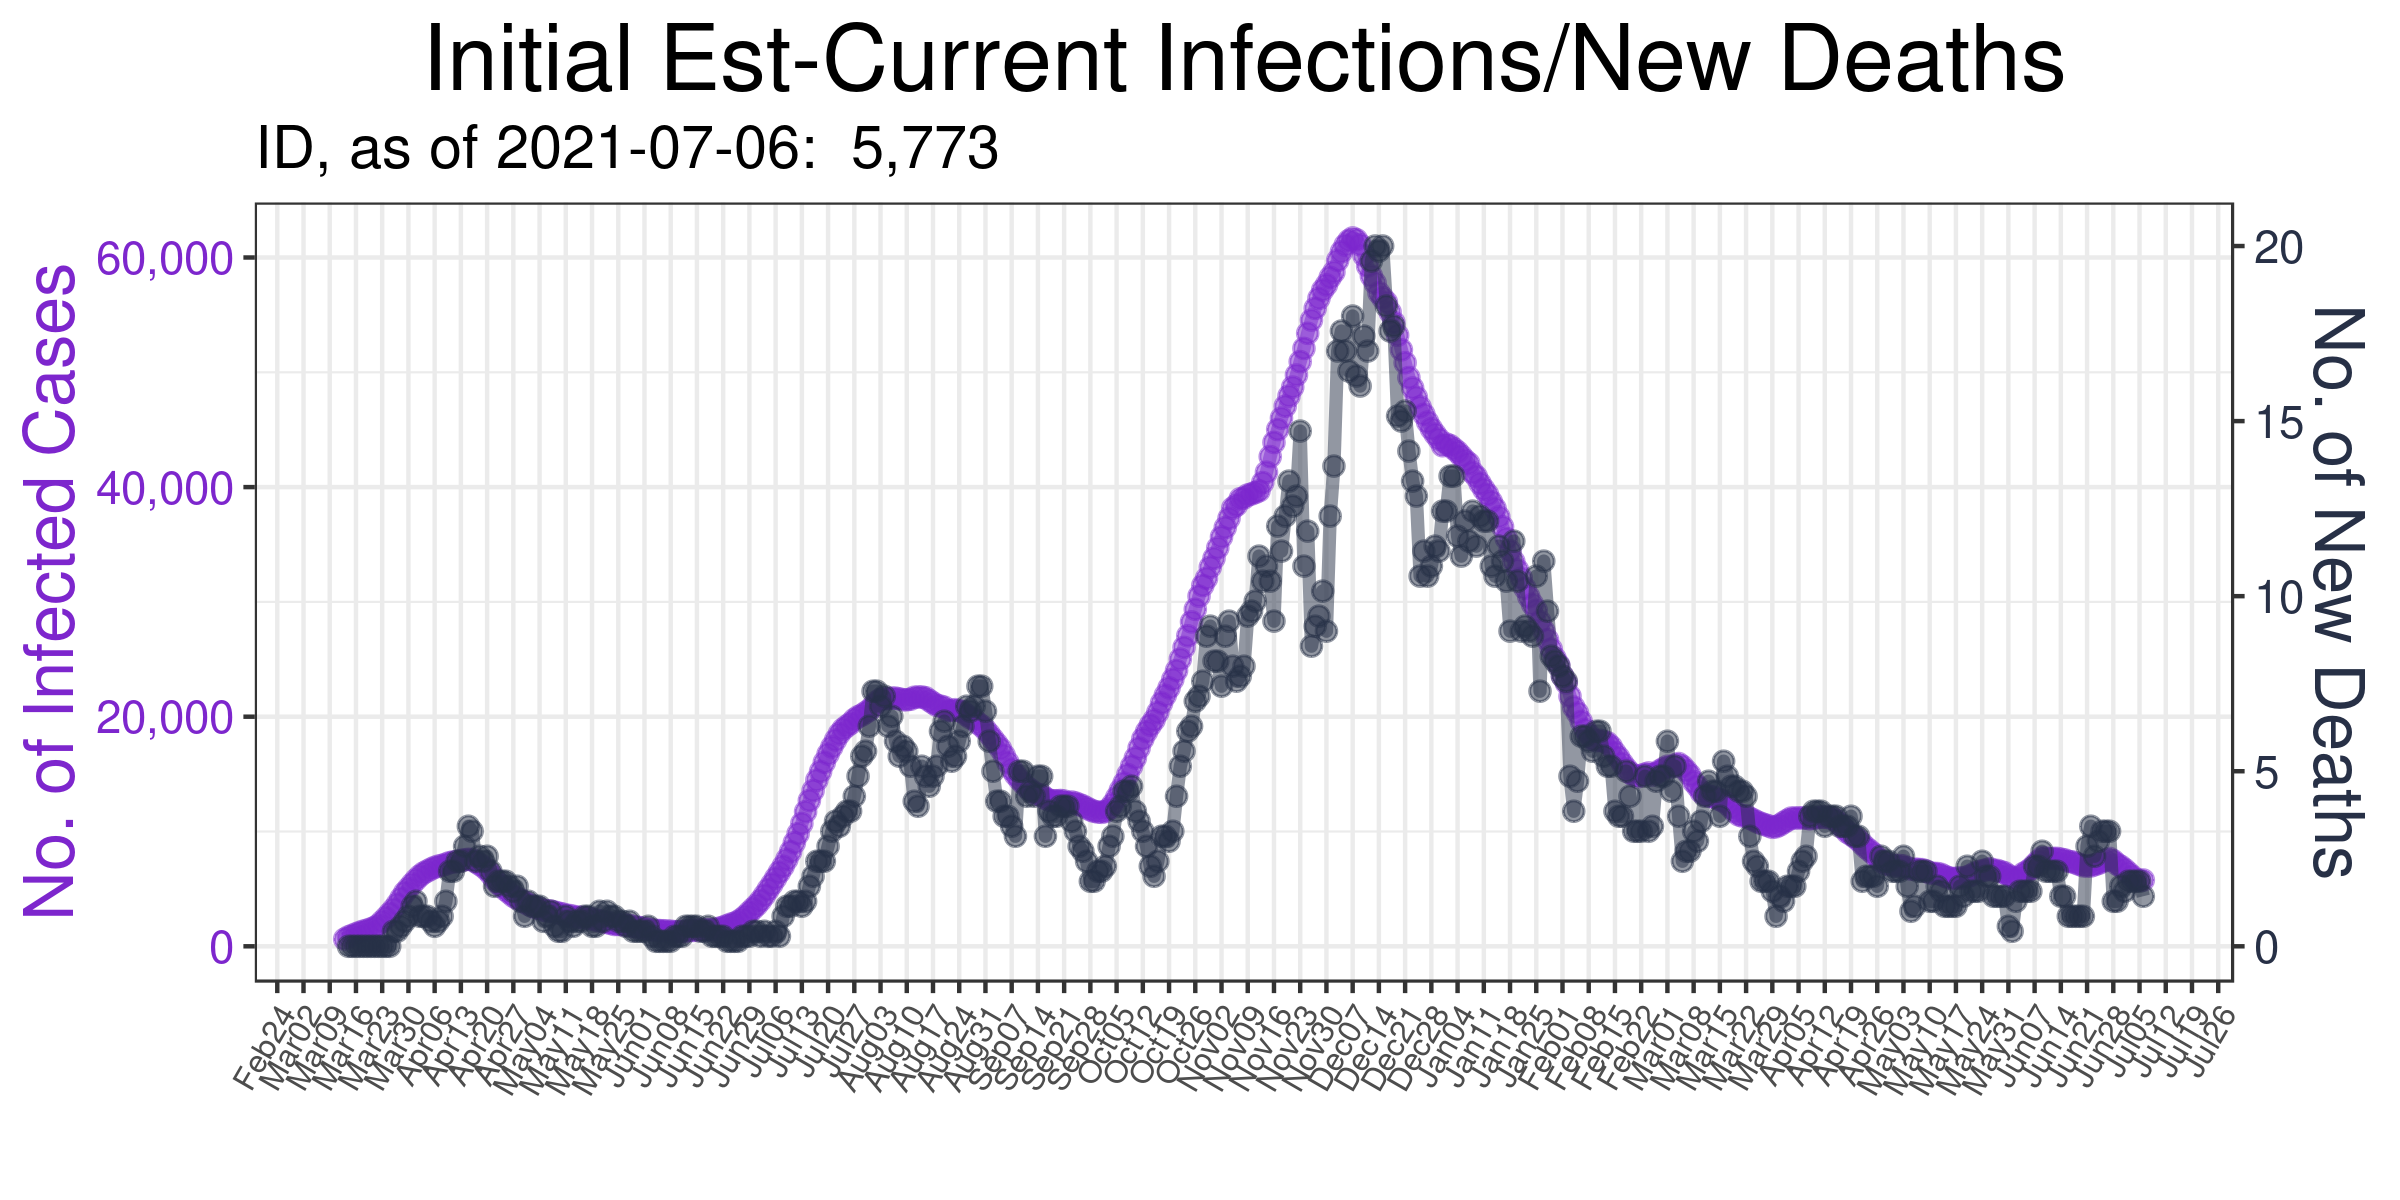 Initial Est-Current Infections/New Deaths
ID, as of 2021-07-06:  5,773
No. of Infected Cases
60,000
40,000
20,000
0
20
15
10
5
0
No. of New Deaths
Feb24
Mar02
Mar09
Mar16
Mar23
Mar30
Apr06
Apr13
Apr20
Apr27
May04
May11
May18
May25
Jun01
Jun08
Jun15
Jun22
Jun29
Jul06
Jul13
Jul20
Jul27
Aug03
Aug10
Aug17
Aug24
Aug31
Sep07
Sep14
Sep21
Sep28
Oct05
Oct12
Oct19
Oct26
Nov02
Nov09
Nov16
Nov23
Nov30
Dec07
Dec14
Dec21
Dec28
Jan04
Jan11
Jan18
Jan25
Feb01
Feb08
Feb15
Feb22
Mar01
Mar08
Mar15
Mar22
Mar29
Apr05
Apr12
Apr19
Apr26
May03
May10
May17
May24
May31
Jun07
Jun14
Jun21
Jun28
Jul05
Jul12
Jul19
Jul26